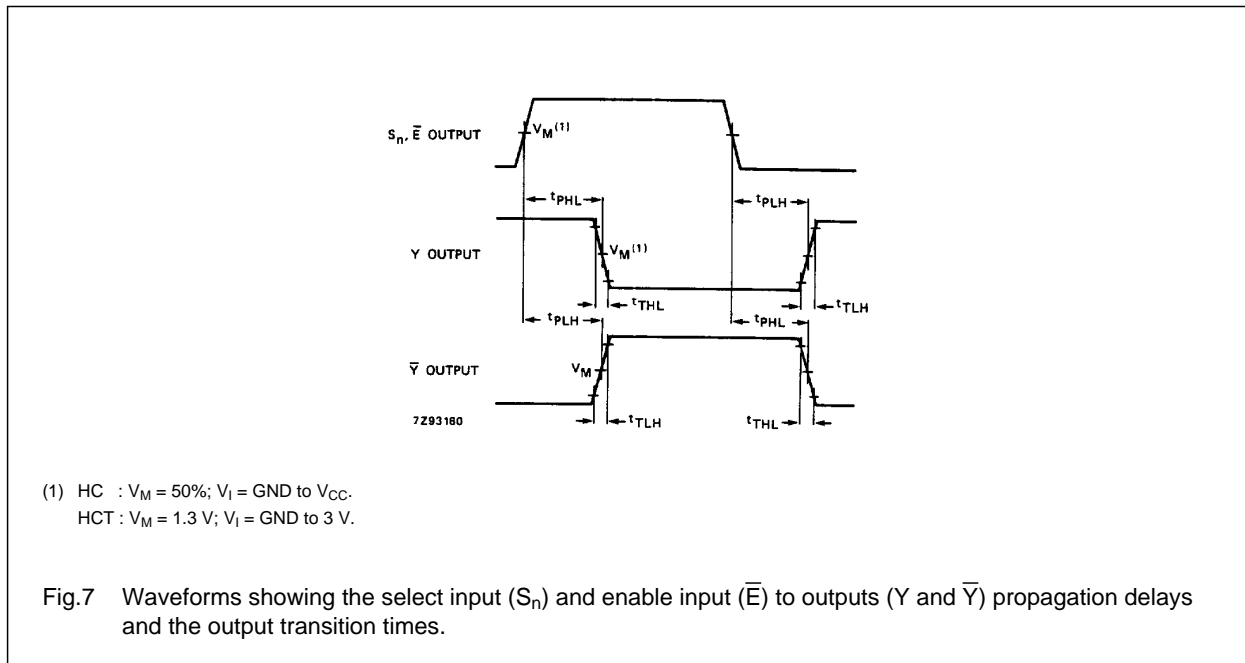 Sn, E̅ OUTPUT
VM(1)
tPHL
tPLH
Y OUTPUT
VM(1)
tTHL
tTLH
tPLH
tPHL
Y̅ OUTPUT
VM
7Z93160
tTLH
tTHL
(1) HC : VM = 50%; VI = GND to VCC.
HCT : VM = 1.3 V; VI = GND to 3 V.
Fig.7 Waveforms showing the select input (Sn) and enable input (E̅) to outputs (Y and Y̅) propagation delays
and the output transition times.